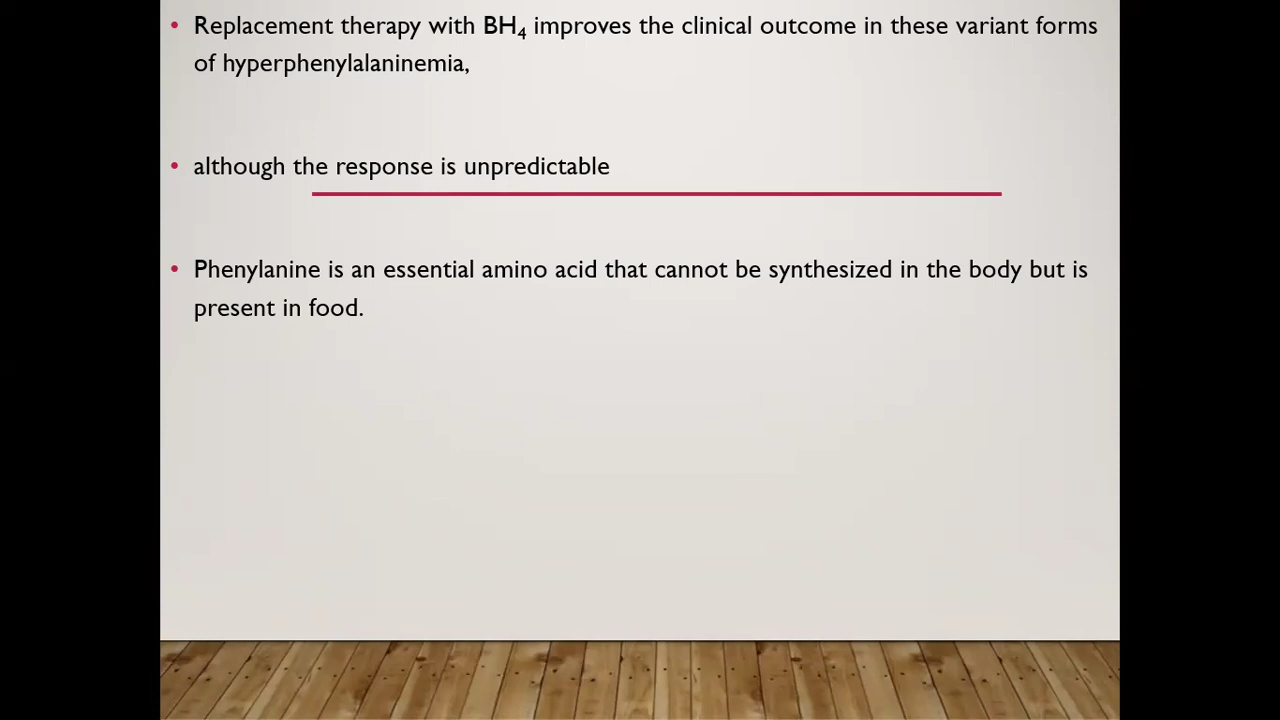 • Replacement therapy with BH₄ improves the clinical outcome in these variant forms
of hyperphenylalaninemia,
• although the response is unpredictable
• Phenylanine is an essential amino acid that cannot be synthesized in the body but is
present in food.